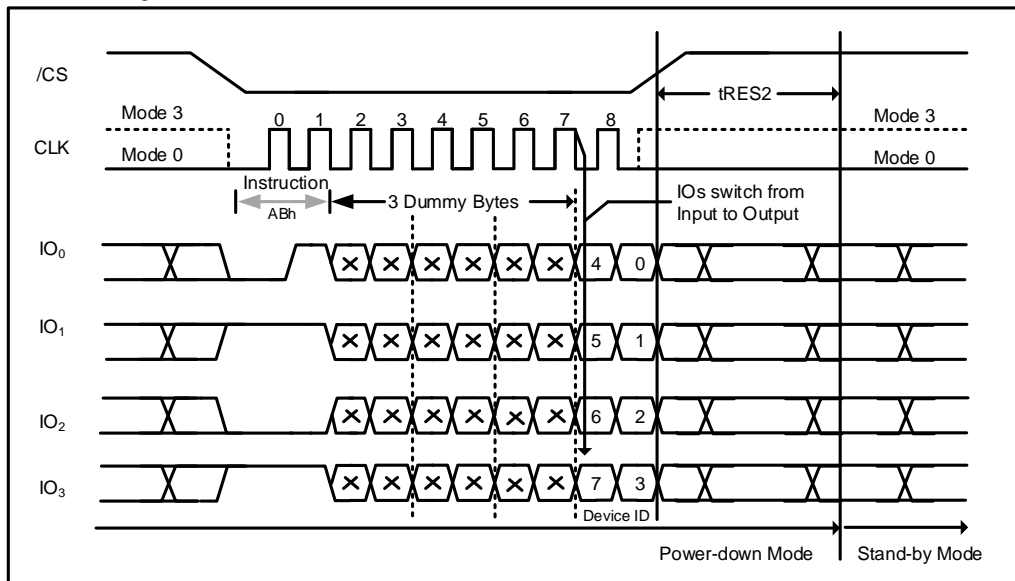 /CS
tRES2
Mode 3
0 1 2 3 4 5 6 7 8
Mode 3
CLK
Mode 0
Mode 0
Instruction
ABh
3 Dummy Bytes
IOs switch from
Input to Output
IO₀
4 0
IO₁
5 1
IO₂
6 2
IO₃
7 3
Device ID
Power-down Mode
Stand-by Mode